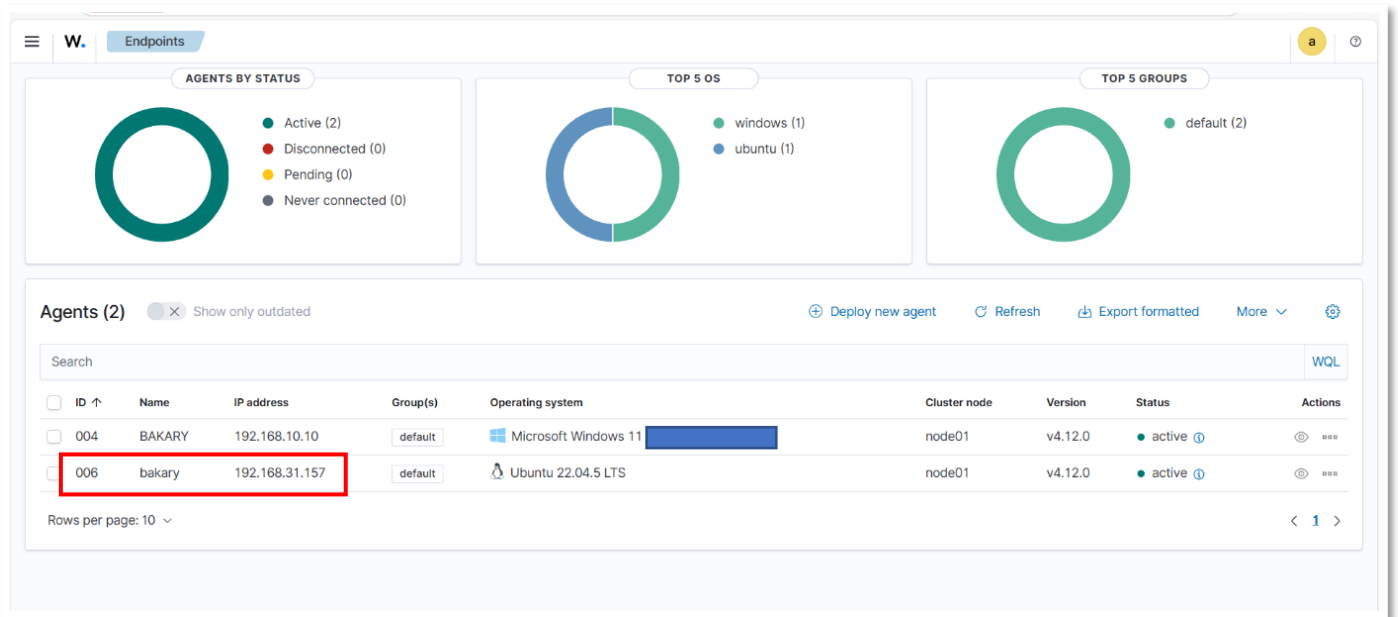 W. Endpoints a
AGENTS BY STATUS
Active (2)
Disconnected (0)
Pending (0)
Never connected (0)
TOP 5 OS
windows (1)
ubuntu (1)
TOP 5 GROUPS
default (2)
Agents (2) Show only outdated Deploy new agent Refresh Export formatted More
Search WQL
ID Name IP address Group(s) Operating system Cluster node Version Status Actions
004 BAKARY 192.168.10.10 default Microsoft Windows 11 node01 v4.12.0 active
006 bakary 192.168.31.157 default Ubuntu 22.04.5 LTS node01 v4.12.0 active
Rows per page: 10 1